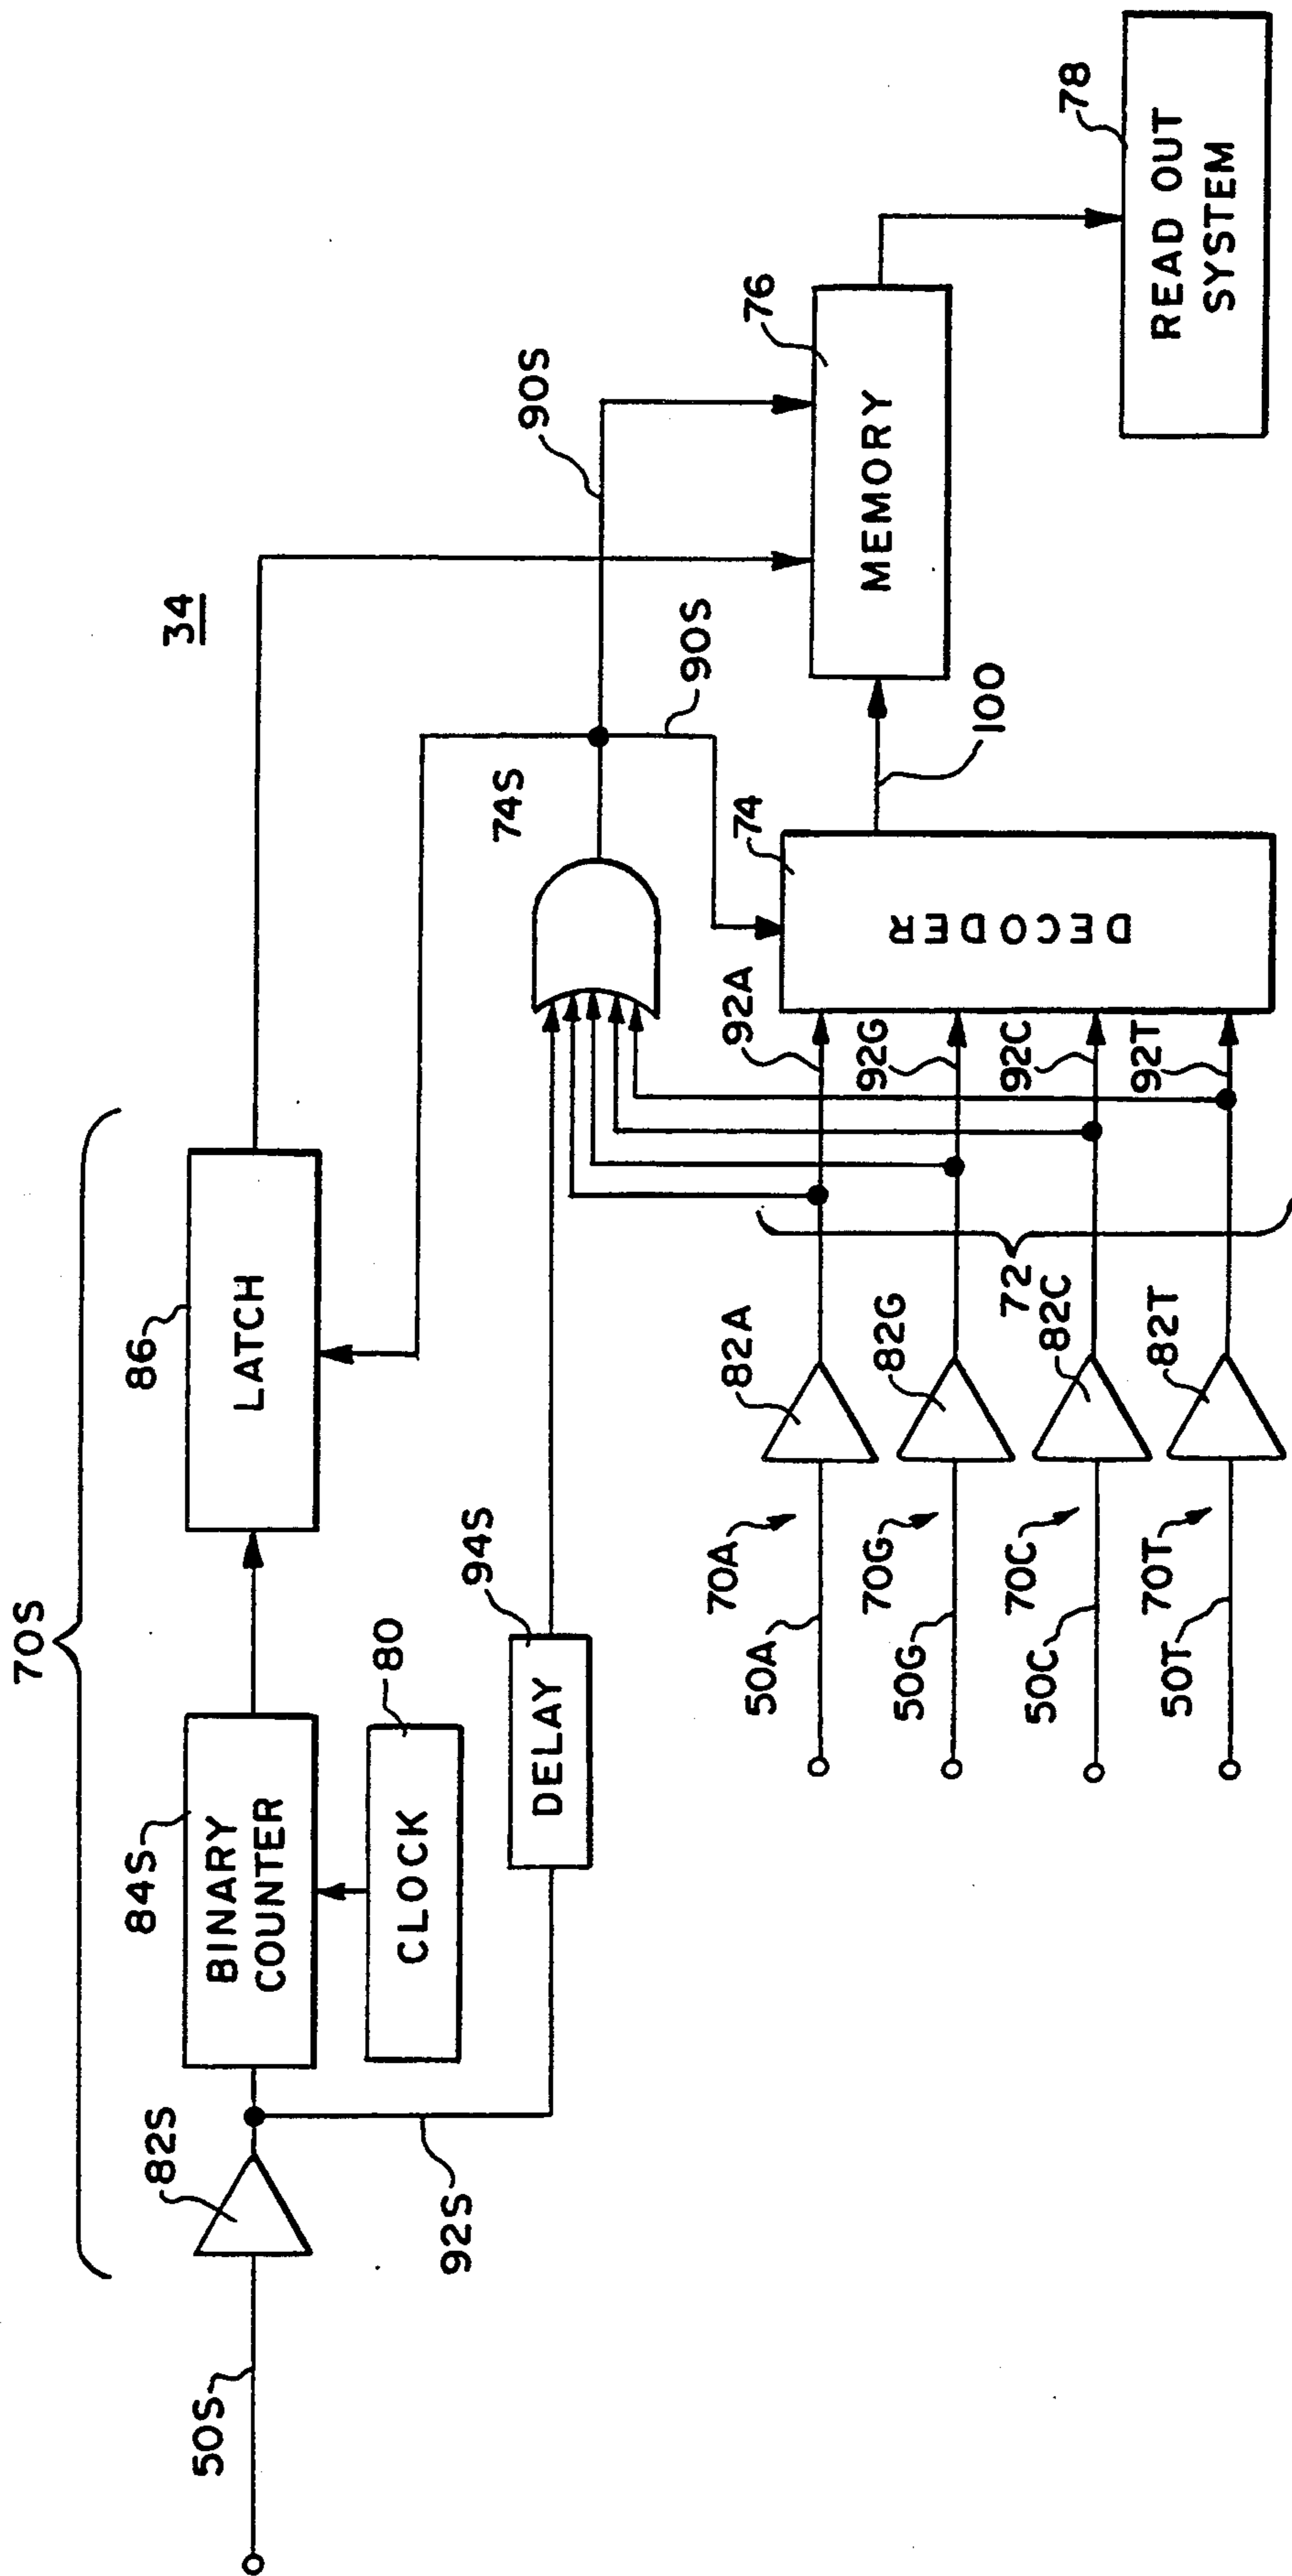 70S
34
50S
82S
84S
BINARY
COUNTER
86
LATCH
80
CLOCK
92S
94S
DELAY
74S
90S
90S
76
MEMORY
78
READ OUT
SYSTEM
100
74
DECODER
92A
92G
92C
92T
72
82A
82G
82C
82T
70A
50A
70G
50G
70C
50C
70T
50T